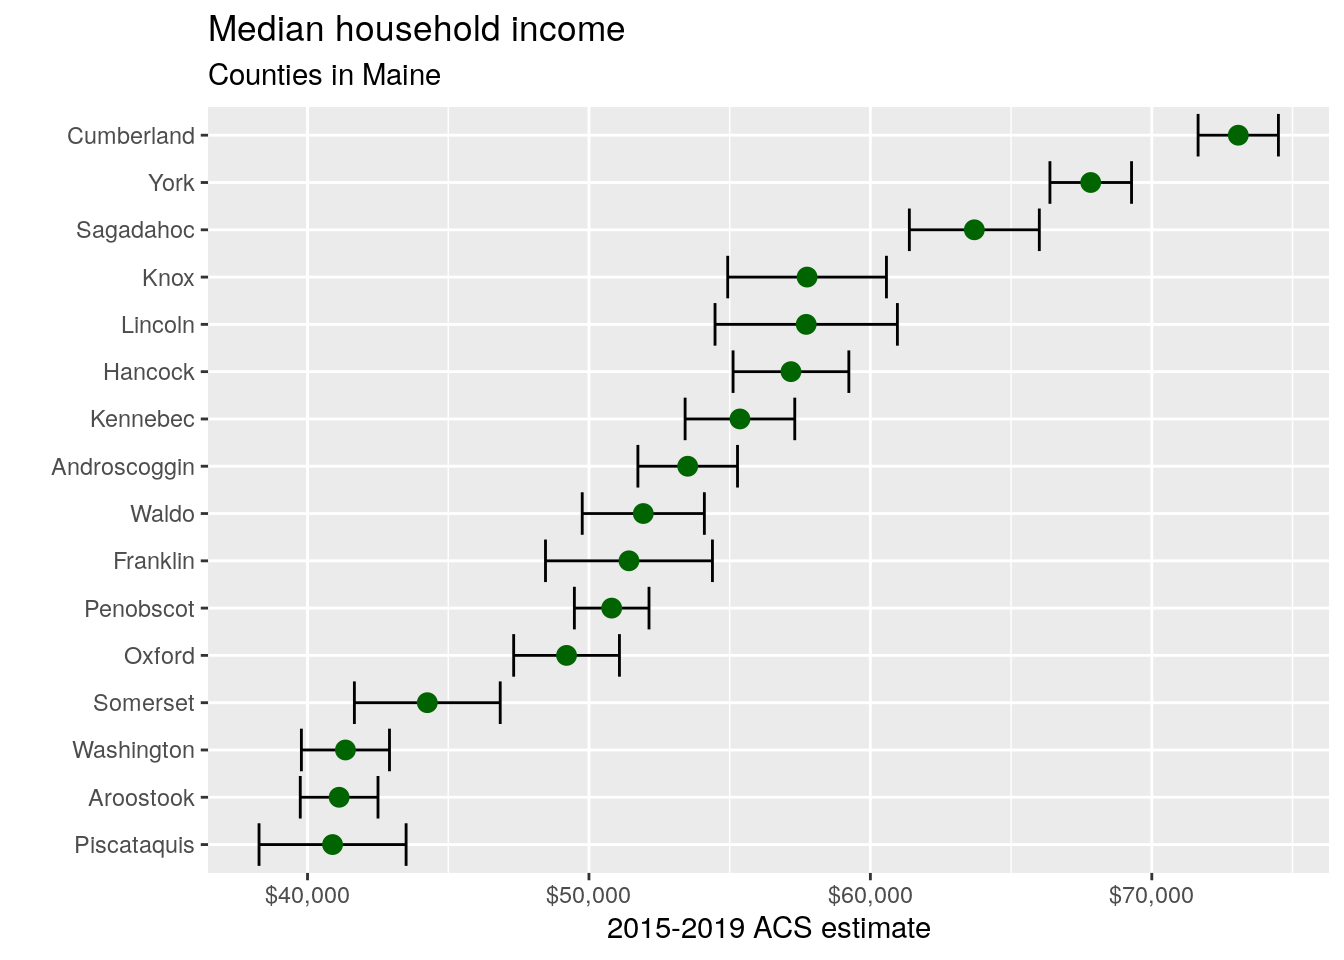 Median household income
Counties in Maine
Cumberland
York
Sagadahoc
Knox
Lincoln
Hancock
Kennebec
Androscoggin
Waldo
Franklin
Penobscot
Oxford
Somerset
Washington
Aroostook
Piscataquis
$40,000 $50,000 $60,000 $70,000
2015-2019 ACS estimate